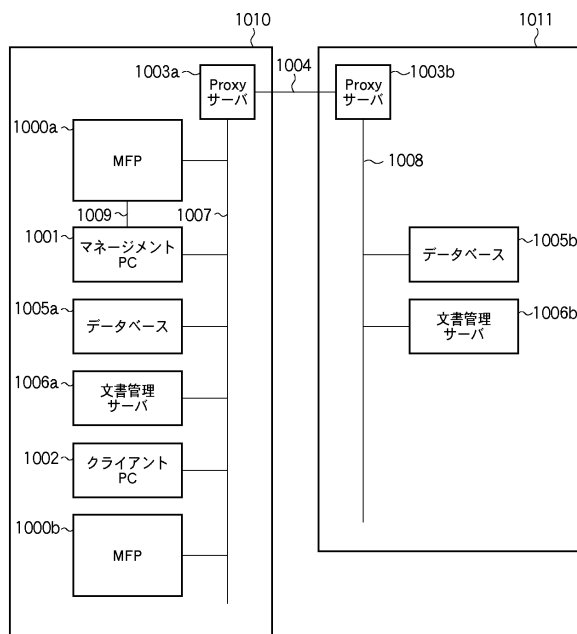 1010
1011
1003a
1004
1003b
Proxy
サーバ
Proxy
サーバ
1000a
MFP
1008
1009
1007
1001
マネージメント
PC
データベース
1005b
1005a
データベース
文書管理
サーバ
1006b
1006a
文書管理
サーバ
1002
クライアント
PC
1000b
MFP